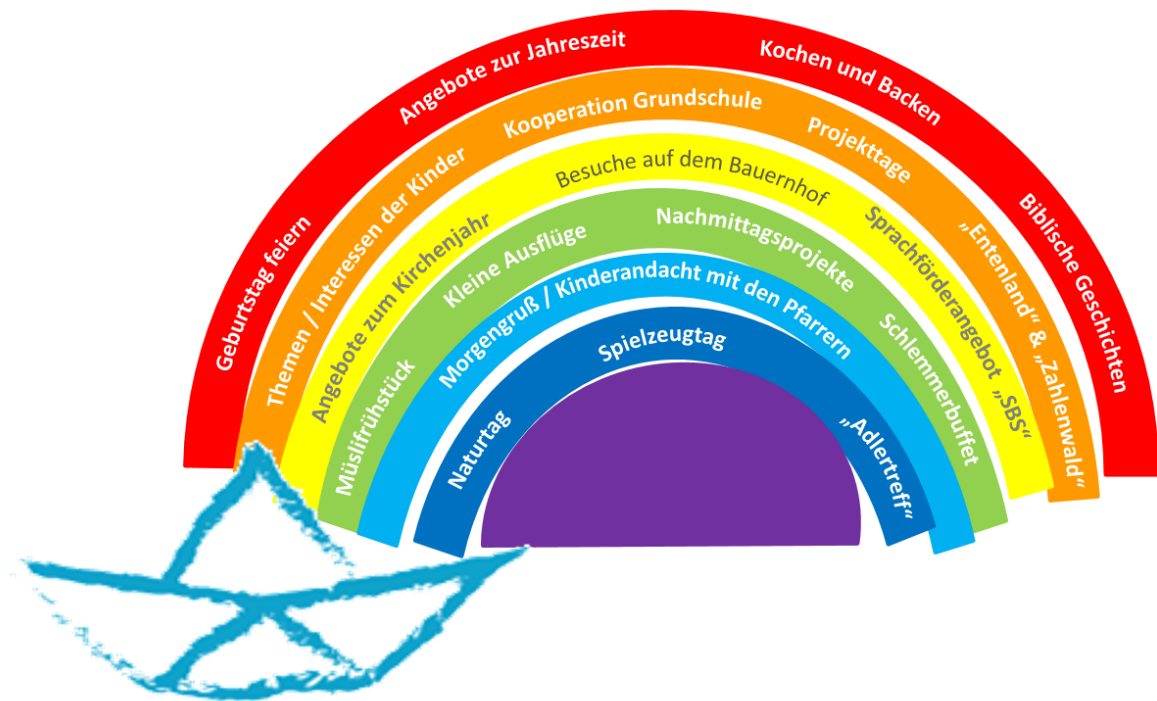 Geburtstag feiern
Angebote zur Jahreszeit
Kochen und Backen
Biblische Geschichten
Themen / Interessen der Kinder
Kooperation Grundschule
Projekttage
„Entenland“ & „Zahlenwald“
Angebote zum Kirchenjahr
Besuche auf dem Bauernhof
Sprachförderangebot „SBS“
Müslifrühstück
Kleine Ausflüge
Nachmittagsprojekte
Schlemmerbuffet
Morgengruß / Kinderandacht mit den Pfarrern
Naturtag
Spielzeugtag
„Adlertreff“